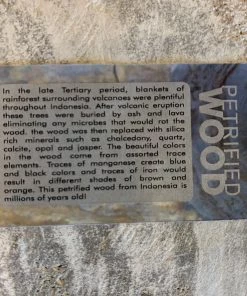 PETRIFIED
WOOD
In the late Tertiary period, blankets of
rainforest surrounding volcanoes were plentiful
throughout Indonesia. After volcanic eruption
these trees were buried by ash and lava
eliminating any microbes that would rot the
wood. the wood was then replaced with silica
rich minerals such as chalcedony, quartz,
calcite, opal and jasper. The beautiful colors
in the wood come from assorted trace
elements. Traces of manganese create blue
and black colors and traces of iron would
result in different shades of brown and
orange. This petrified wood from Indonesia is
millions of years old!